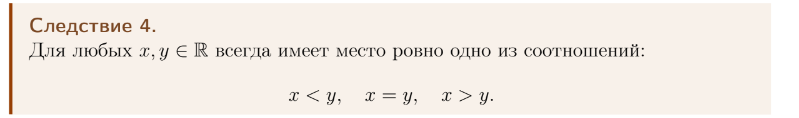 Следствие 4.
Для любых x, y ∈ ℝ всегда имеет место ровно одно из соотношений:
x < y, x = y, x > y.